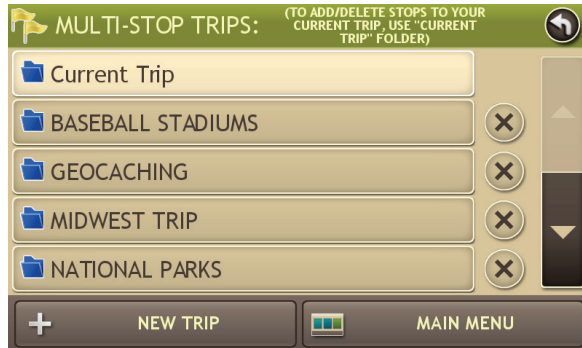 MULTI-STOP TRIPS:
(TO ADD/DELETE STOPS TO YOUR
CURRENT TRIP, USE "CURRENT
TRIP" FOLDER)
Current Trip
BASEBALL STADIUMS
GEOCACHING
MIDWEST TRIP
NATIONAL PARKS
NEW TRIP
MAIN MENU